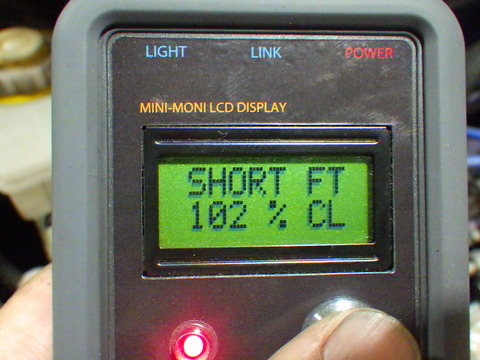 LIGHT LINK POWER
MINI-MONI LCD DISPLAY
SHORT FT
102 % CL